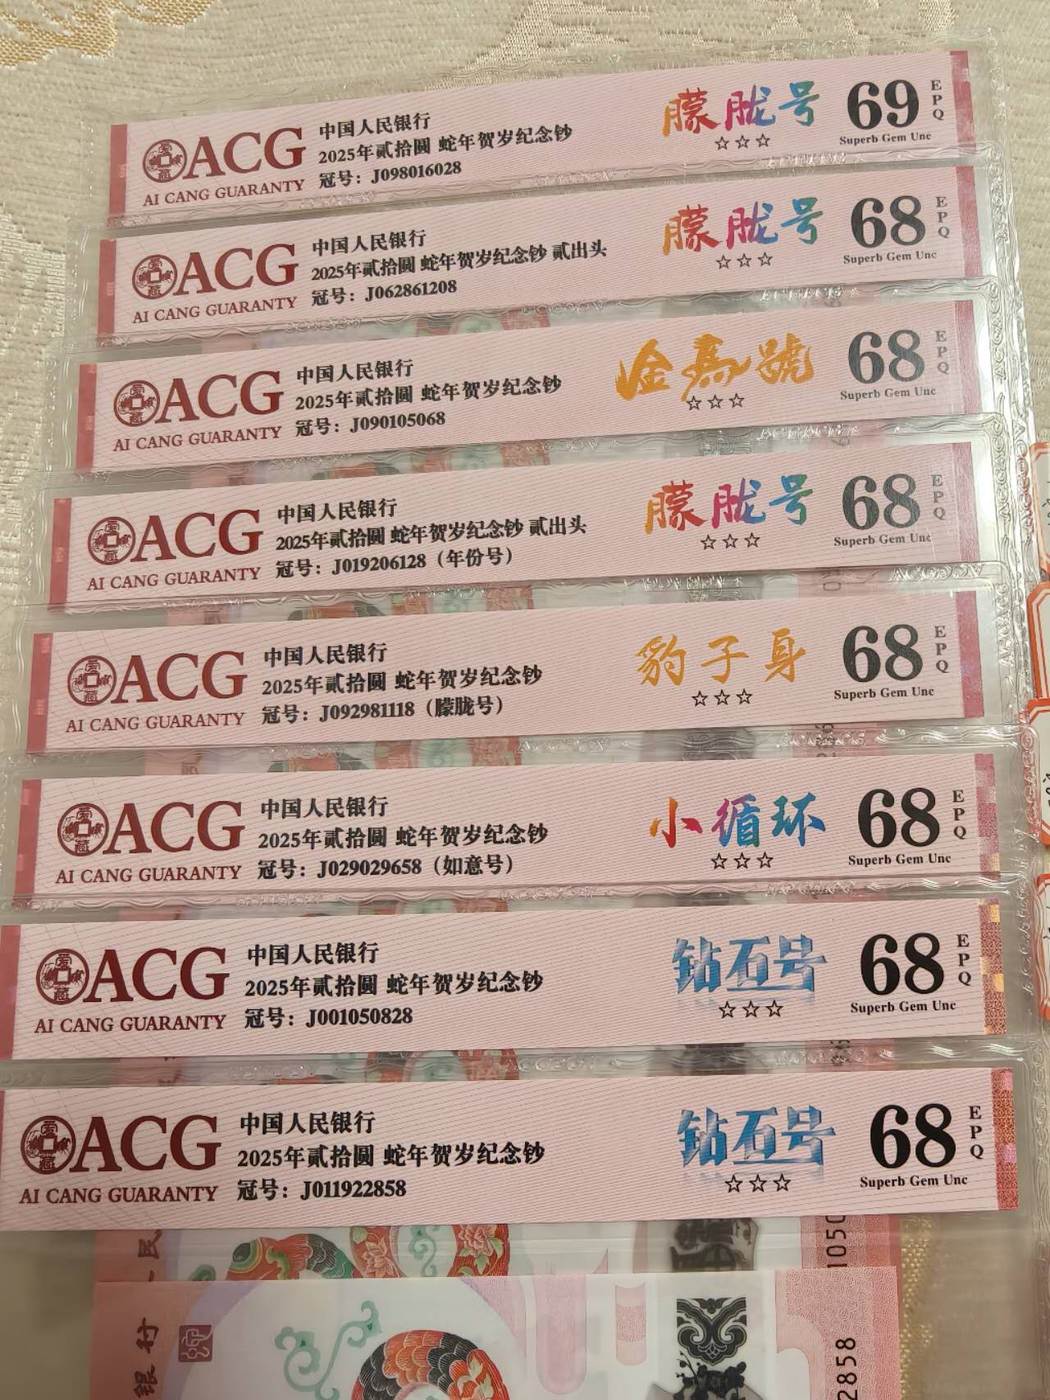 ACG
AI CANG GUARANTY
中国人民银行
2025年贰拾圆 蛇年贺岁纪念钞
冠号：J098016028
朦胧号
☆☆☆
69
EPQ
Superb Gem Unc
ACG
AI CANG GUARANTY
中国人民银行
2025年贰拾圆 蛇年贺岁纪念钞 贰出头
冠号：J062861208
朦胧号
☆☆☆
68
EPQ
Superb Gem Unc
ACG
AI CANG GUARANTY
中国人民银行
2025年贰拾圆 蛇年贺岁纪念钞
冠号：J090105068
金馬號
☆☆☆
68
EPQ
Superb Gem Unc
ACG
AI CANG GUARANTY
中国人民银行
2025年贰拾圆 蛇年贺岁纪念钞 贰出头
冠号：J019206128（年份号）
朦胧号
☆☆☆
68
EPQ
Superb Gem Unc
ACG
AI CANG GUARANTY
中国人民银行
2025年贰拾圆 蛇年贺岁纪念钞
冠号：J092981118（朦胧号）
豹子身
☆☆☆
68
EPQ
Superb Gem Unc
ACG
AI CANG GUARANTY
中国人民银行
2025年贰拾圆 蛇年贺岁纪念钞
冠号：J029029658（如意号）
小循环
☆☆☆
68
EPQ
Superb Gem Unc
ACG
AI CANG GUARANTY
中国人民银行
2025年贰拾圆 蛇年贺岁纪念钞
冠号：J001050828
钻石号
☆☆☆
68
EPQ
Superb Gem Unc
ACG
AI CANG GUARANTY
中国人民银行
2025年贰拾圆 蛇年贺岁纪念钞
冠号：J011922858
钻石号
☆☆☆
68
EPQ
Superb Gem Unc
民
1050
银行
2858